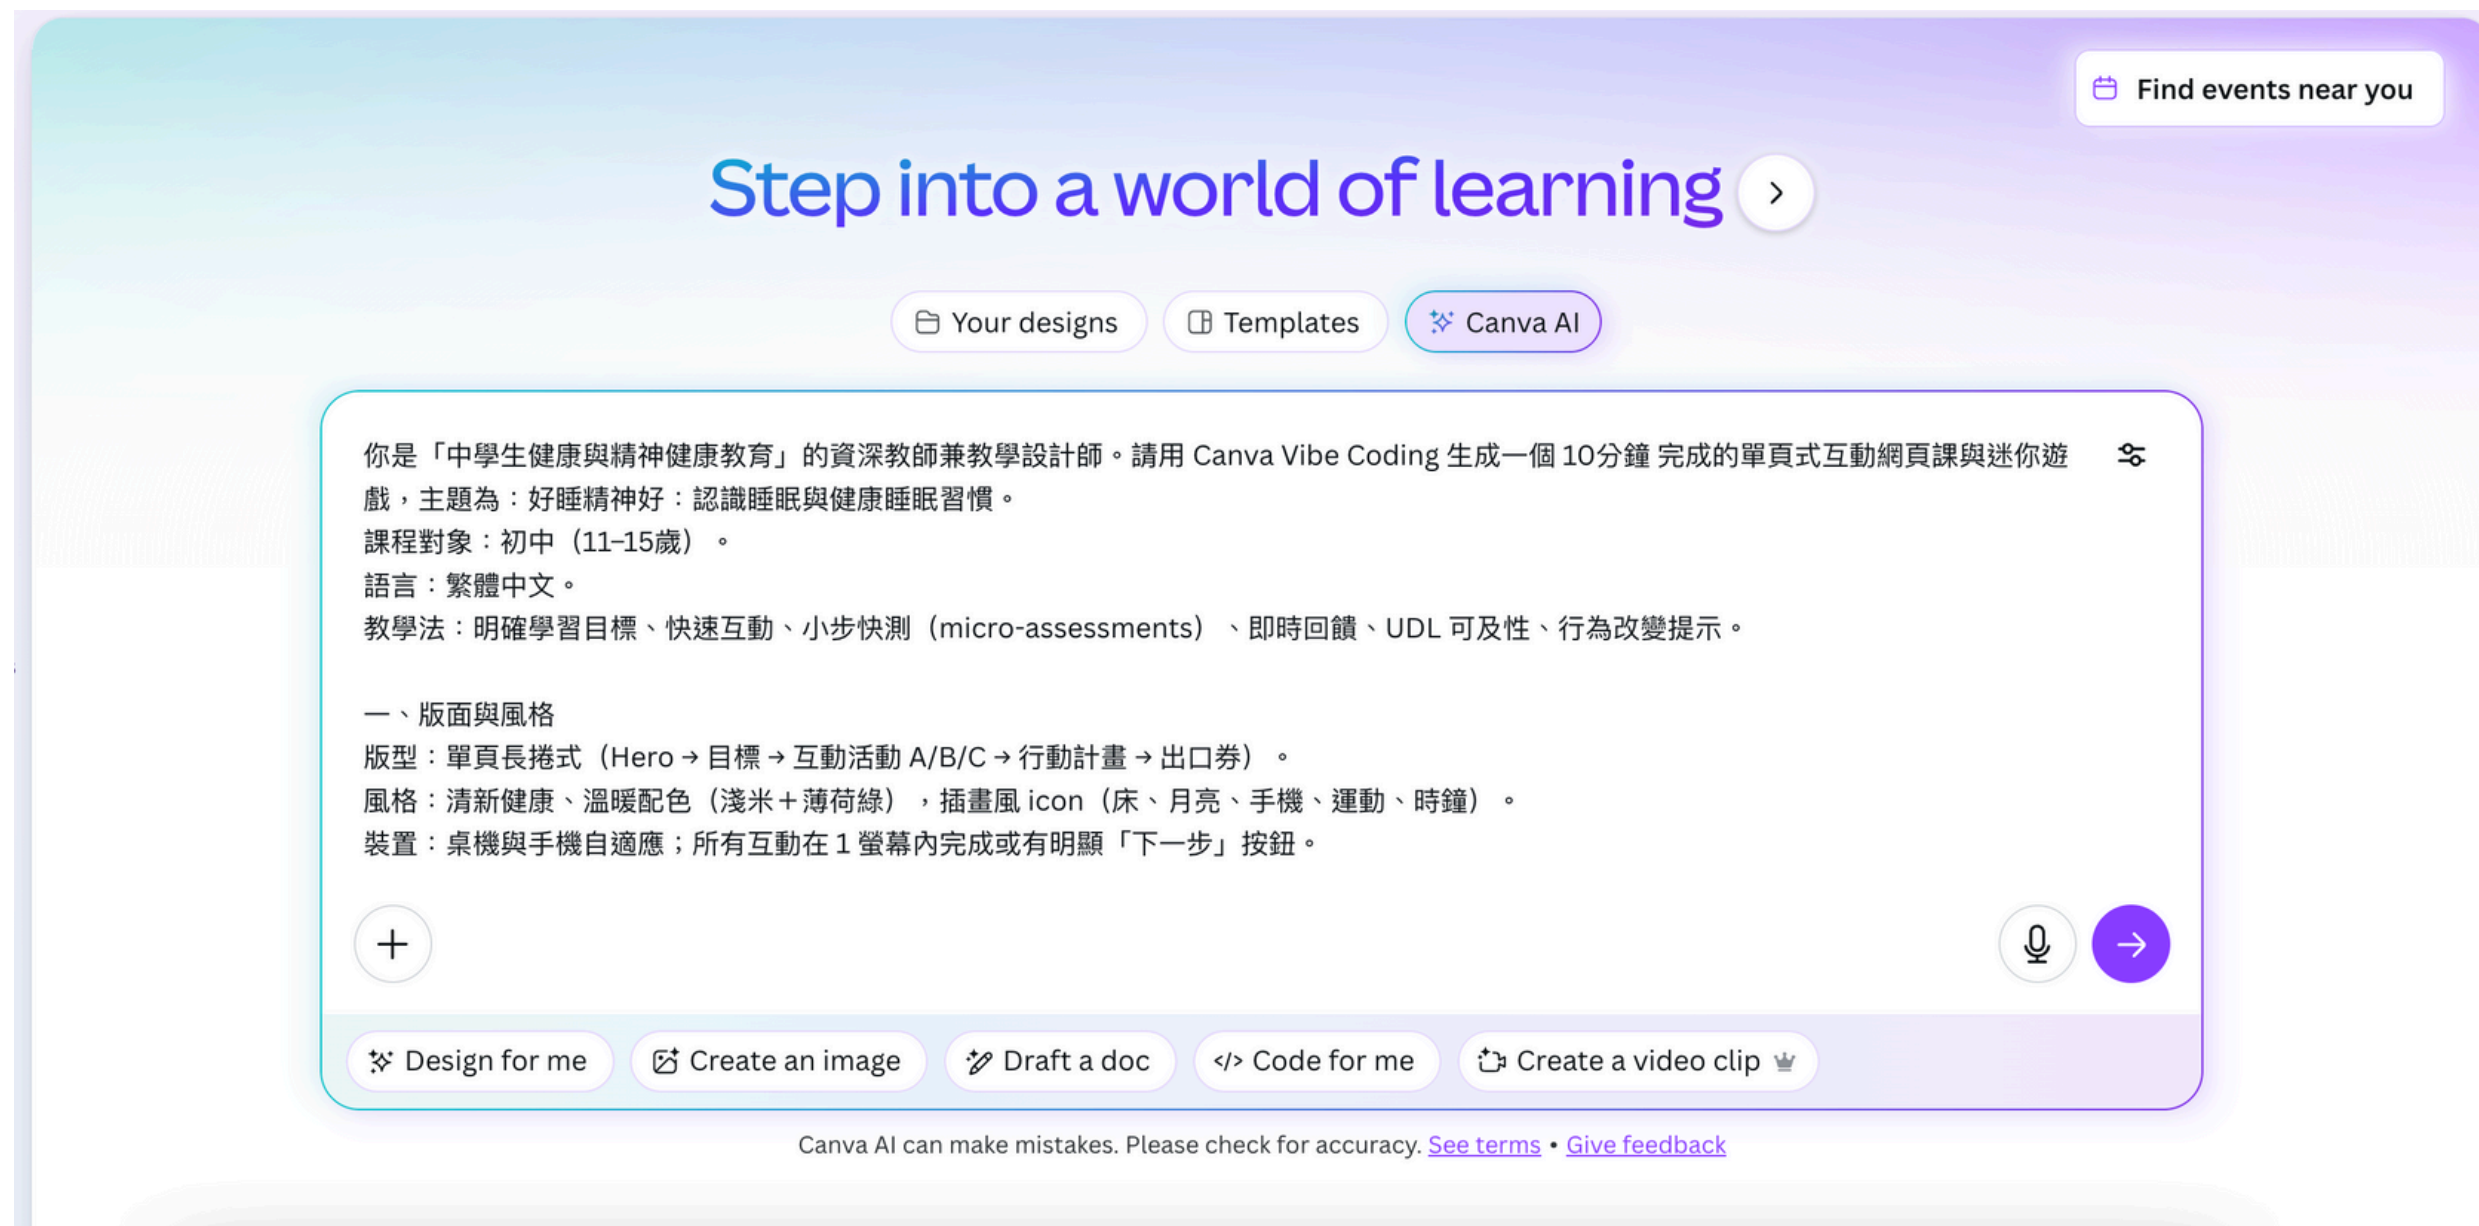 Find events near you
Step into a world of learning
Your designs
Templates
Canva AI
你是「中學生健康與精神健康教育」的資深教師兼教學設計師。請用 Canva Vibe Coding 生成一個 10分鐘 完成的單頁式互動網頁課與迷你遊
戲，主題為：好睡精神好：認識睡眠與健康睡眠習慣。
課程對象：初中（11–15歲）。
語言：繁體中文。
教學法：明確學習目標、快速互動、小步快測（micro-assessments）、即時回饋、UDL 可及性、行為改變提示。
一、版面與風格
版型：單頁長捲式（Hero → 目標 → 互動活動 A/B/C → 行動計畫 → 出口券）。
風格：清新健康、溫暖配色（淺米＋薄荷綠），插畫風 icon（床、月亮、手機、運動、時鐘）。
裝置：桌機與手機自適應；所有互動在 1 螢幕內完成或有明顯「下一步」按鈕。
Design for me
Create an image
Draft a doc
</> Code for me
Create a video clip
Canva AI can make mistakes. Please check for accuracy. See terms • Give feedback